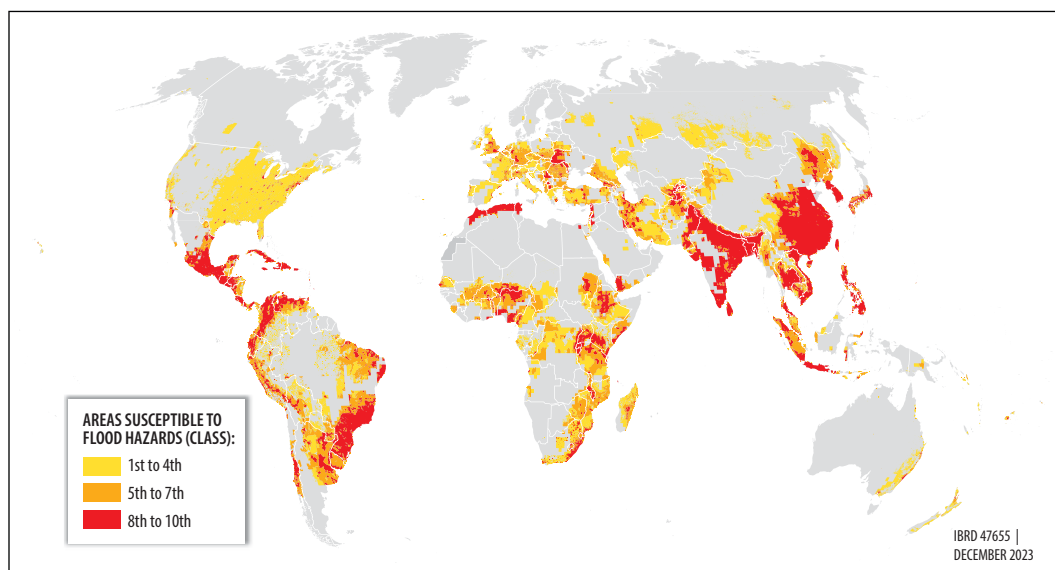 AREAS SUSCEPTIBLE TO
FLOOD HAZARDS (CLASS):
1st to 4th
5th to 7th
8th to 10th
IBRD 47655 |
DECEMBER 2023